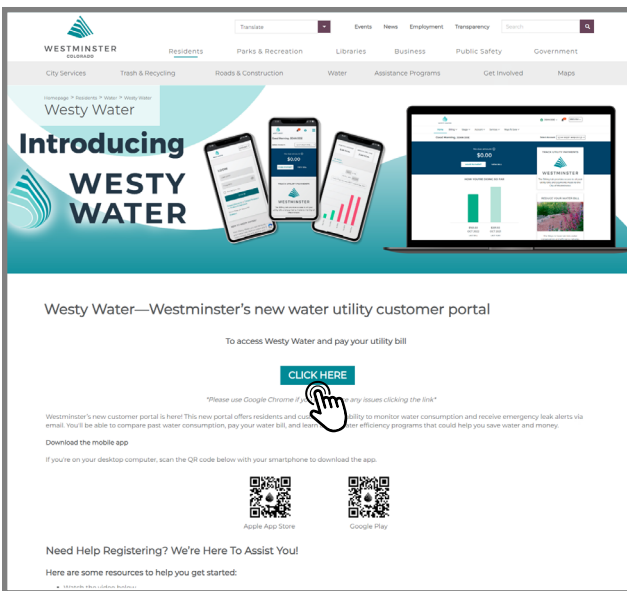 Translate
Events News Employment Transparency Search
WESTMINSTER
COLORADO
Residents Parks & Recreation Libraries Business Public Safety Government
City Services Trash & Recycling Roads & Construction Water Assistance Programs Get Involved Maps
Homepage > Residents > Water > Westy Water
Westy Water
Introducing
WESTY
WATER
$0.00
WESTMINSTER
$0.00
WESTMINSTER
Westy Water—Westminster's new water utility customer portal
To access Westy Water and pay your utility bill
CLICK HERE
*Please use Google Chrome if y e any issues clicking the link*
Westminster's new customer portal is here! This new portal offers residents and cus bility to monitor water consumption and receive emergency leak alerts via
email. You'll be able to compare past water consumption, pay your water bill, and learn ater efficiency programs that could help you save water and money.
Download the mobile app
If you're on your desktop computer, scan the QR code below with your smartphone to download the app.
Apple App Store Google Play
Need Help Registering? We're Here To Assist You!
Here are some resources to help you get started: